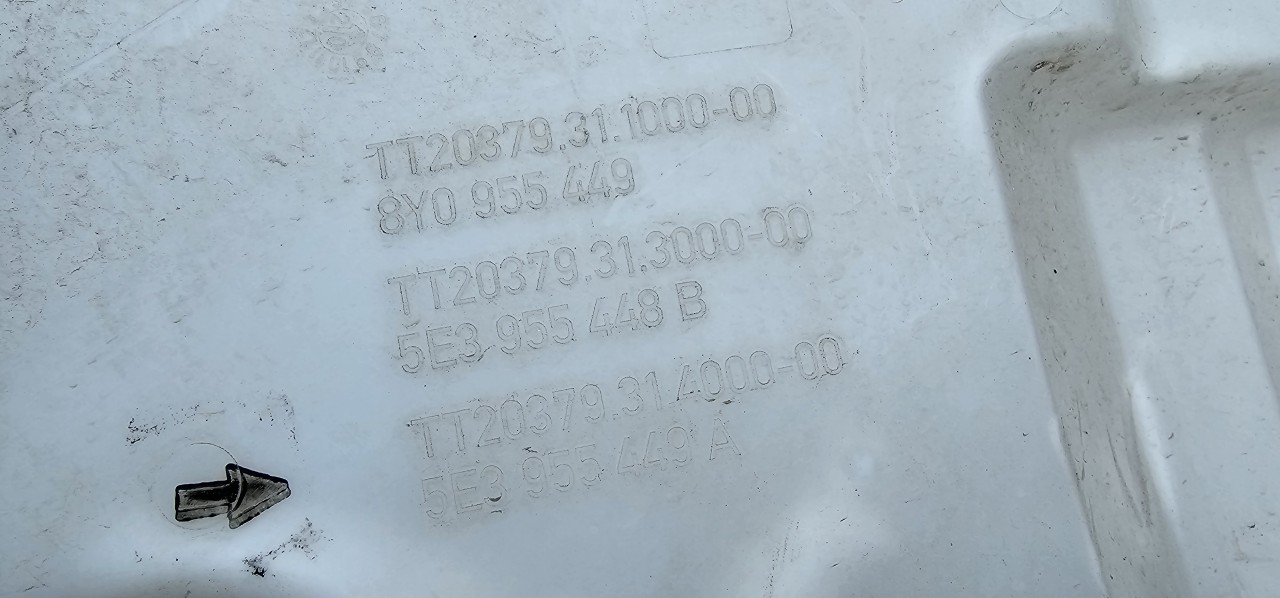 TT20379.31.1000-00
8Y0 955 449
TT20379.31.3000-00
5E3 955 448 B
TT20379.31.4000-00
5E3 955 449 A